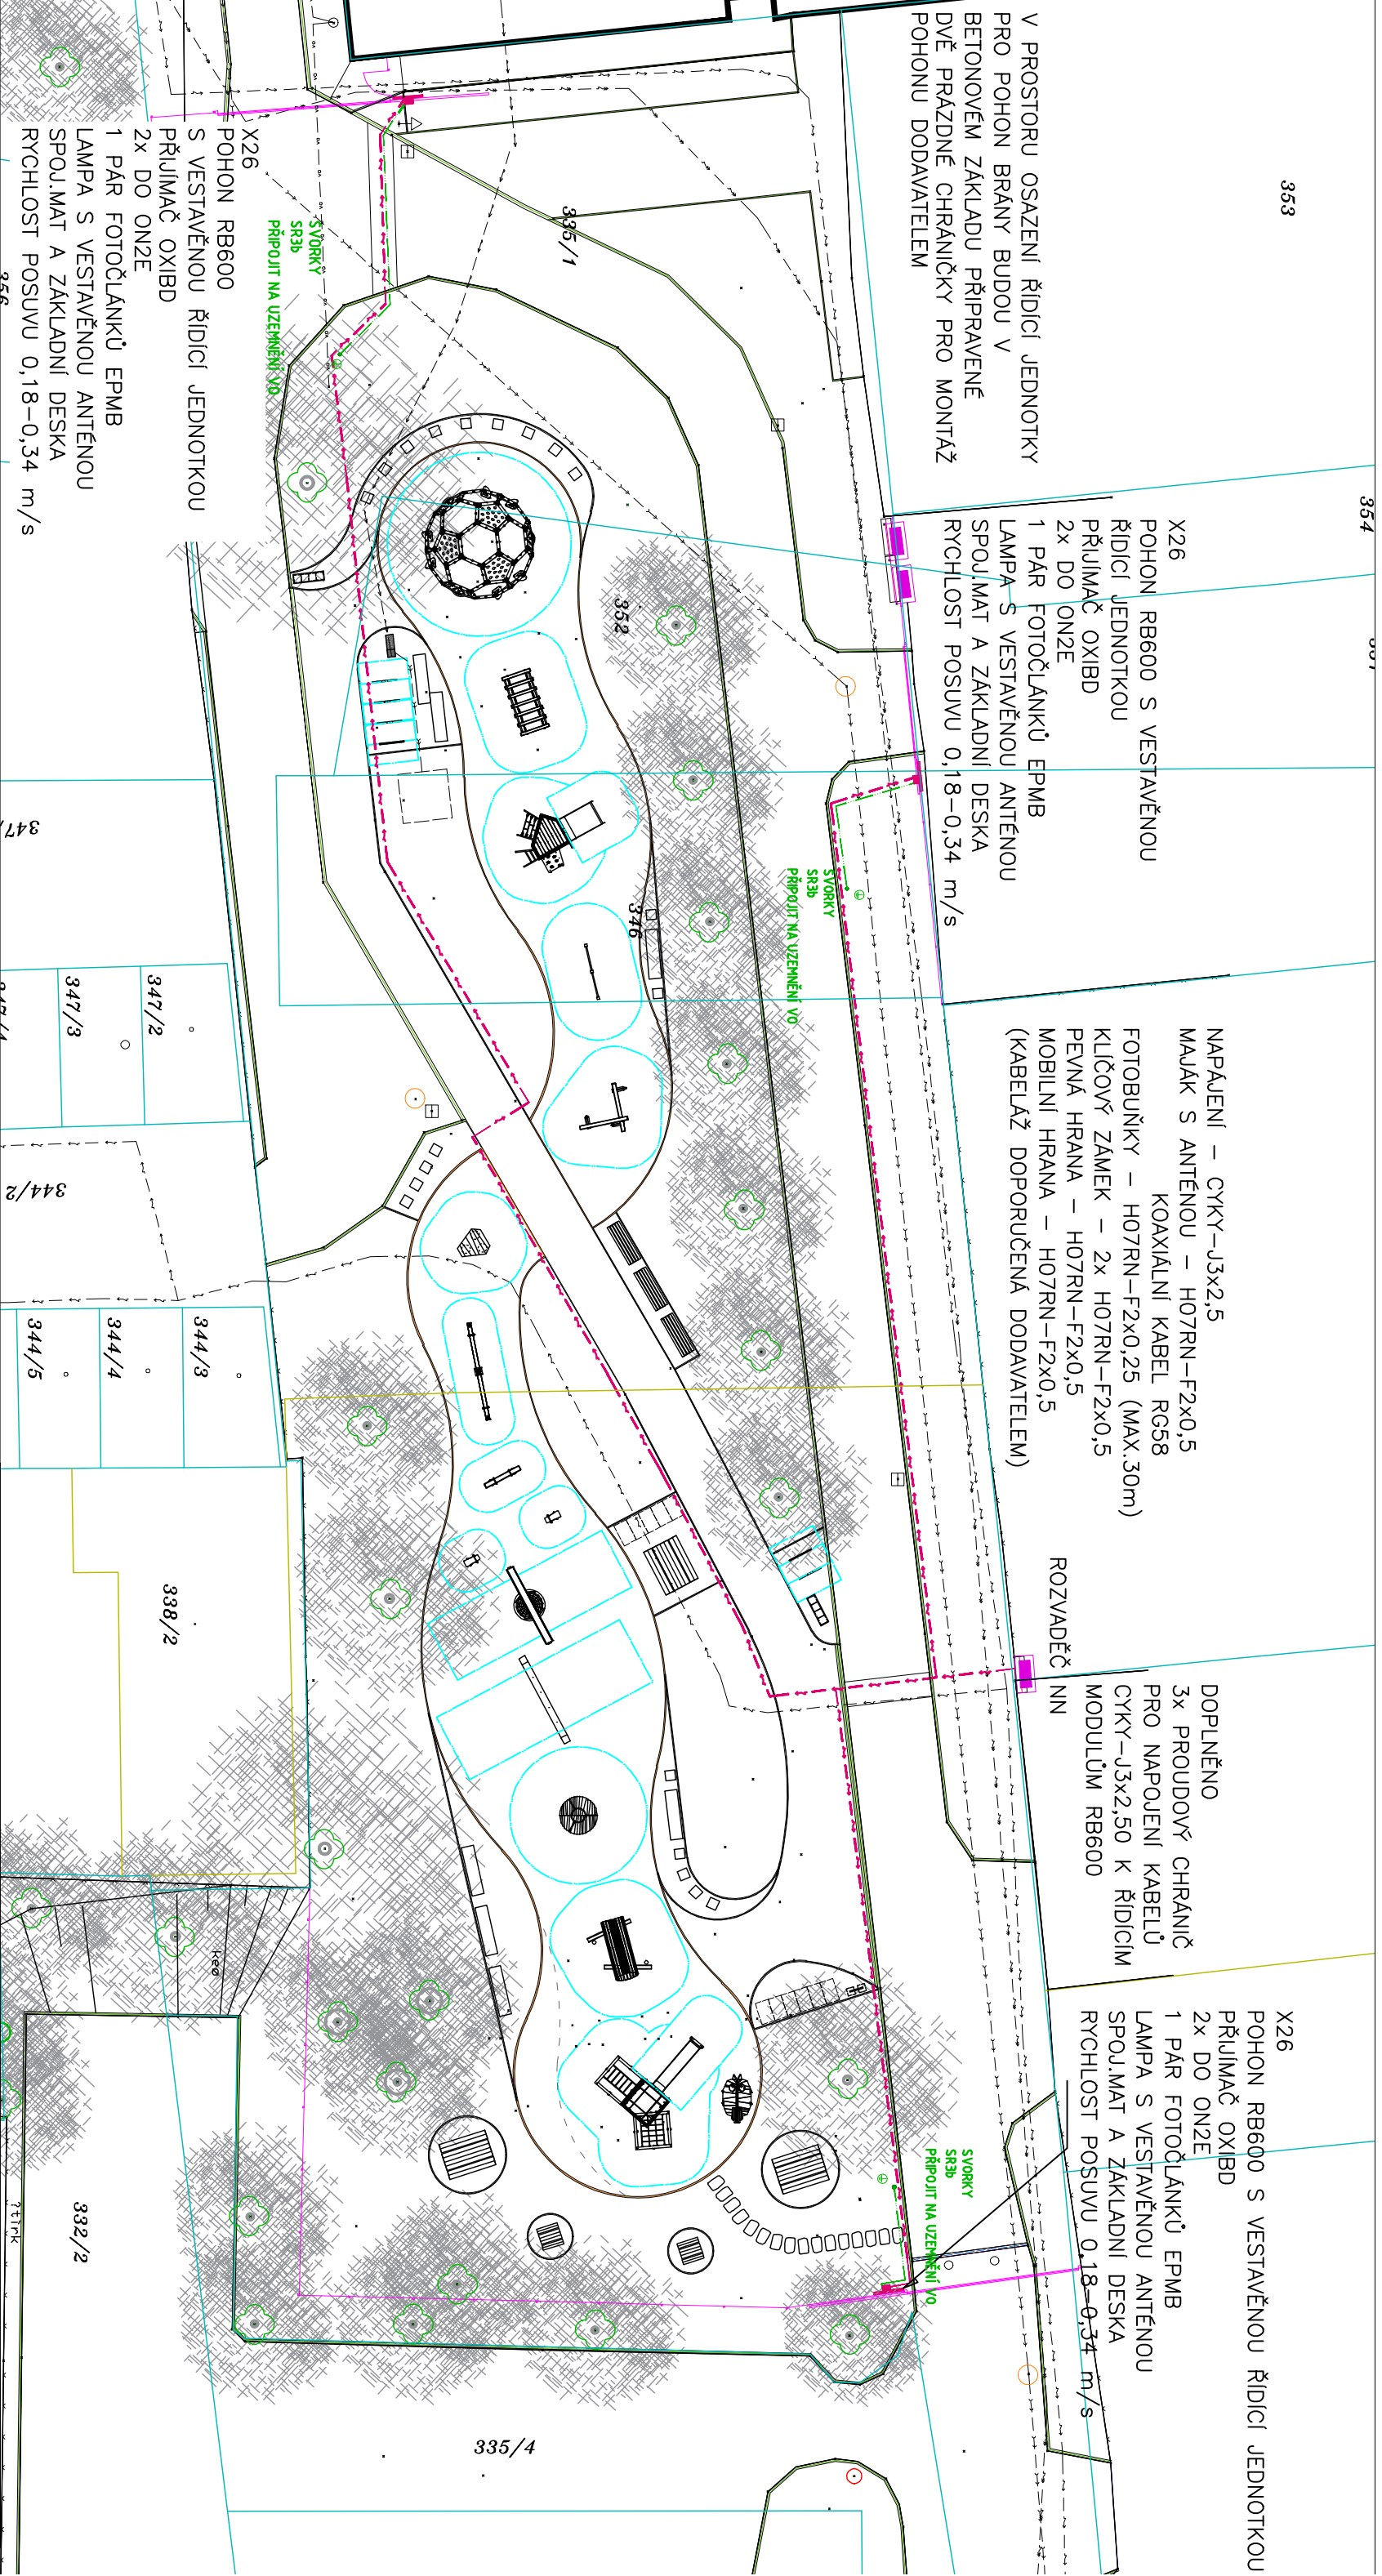 V PROSTORU OSAZENÍ ŘÍDÍCÍ JEDNOTKY
PRO POHON BRÁNY BUDOU V
BETONOVÉM ZÁKLADU PŘIPRAVENÉ
DVĚ PRÁZDNÉ CHRÁNIČKY PRO MONTÁŽ
POHONU DODAVATELEM
353
354
X26
POHON RB600 S VESTAVĚNOU
ŘÍDÍCÍ JEDNOTKOU
PŘIJÍMAČ OXIBD
2x DO ON2E
1 PÁR FOTOČLÁNKŮ EPMB
LAMPA S VESTAVĚNOU ANTÉNOU
SPOJ.MAT A ZÁKLADNÍ DESKA
RYCHLOST POSUVU 0,18-0,34 m/s
NAPÁJENÍ - CYKY-J3x2,5
MAJÁK S ANTÉNOU - H07RN-F2x0,5
KOAXIÁLNÍ KABEL RG58
FOTOBUŇKY - H07RN-F2x0,25 (MAX.30m)
KLÍČOVÝ ZÁMEK - 2x H07RN-F2x0,5
PEVNÁ HRANA - H07RN-F2x0,5
MOBILNÍ HRANA - H07RN-F2x0,5
(KABELÁŽ DOPORUČENÁ DODAVATELEM)
ROZVADĚČ NN
DOPLNĚNO
3x PROUDOVÝ CHRÁNIČ
PRO NAPOJENÍ KABELŮ
CYKY-J3x2,50 K ŘÍDÍCÍM
MODULŮM RB600
X26
POHON RB600 S VESTAVĚNOU ŘÍDÍCÍ JEDNOTKOU
PŘIJÍMAČ OXIBD
2x DO ON2E
1 PÁR FOTOČLÁNKŮ EPMB
LAMPA S VESTAVĚNOU ANTÉNOU
SPOJ.MAT A ZÁKLADNÍ DESKA
RYCHLOST POSUVU 0,18-0,34 m/s
335/1
352
346
SVORKY
SR3b
PŘIPOJIT NA UZEMNĚNÍ VO
SVORKY
SR3b
PŘIPOJIT NA UZEMNĚNÍ VO
SVORKY
SR3b
PŘIPOJIT NA UZEMNĚNÍ VO
X26
POHON RB600
S VESTAVĚNOU ŘÍDÍCÍ JEDNOTKOU
PŘIJÍMAČ OXIBD
2x DO ON2E
1 PÁR FOTOČLÁNKŮ EPMB
LAMPA S VESTAVĚNOU ANTÉNOU
SPOJ.MAT A ZÁKLADNÍ DESKA
RYCHLOST POSUVU 0,18-0,34 m/s
347/2
347/3
344/2
344/3
344/4
344/5
338/2
keø
332/2
?tìrk
335/4